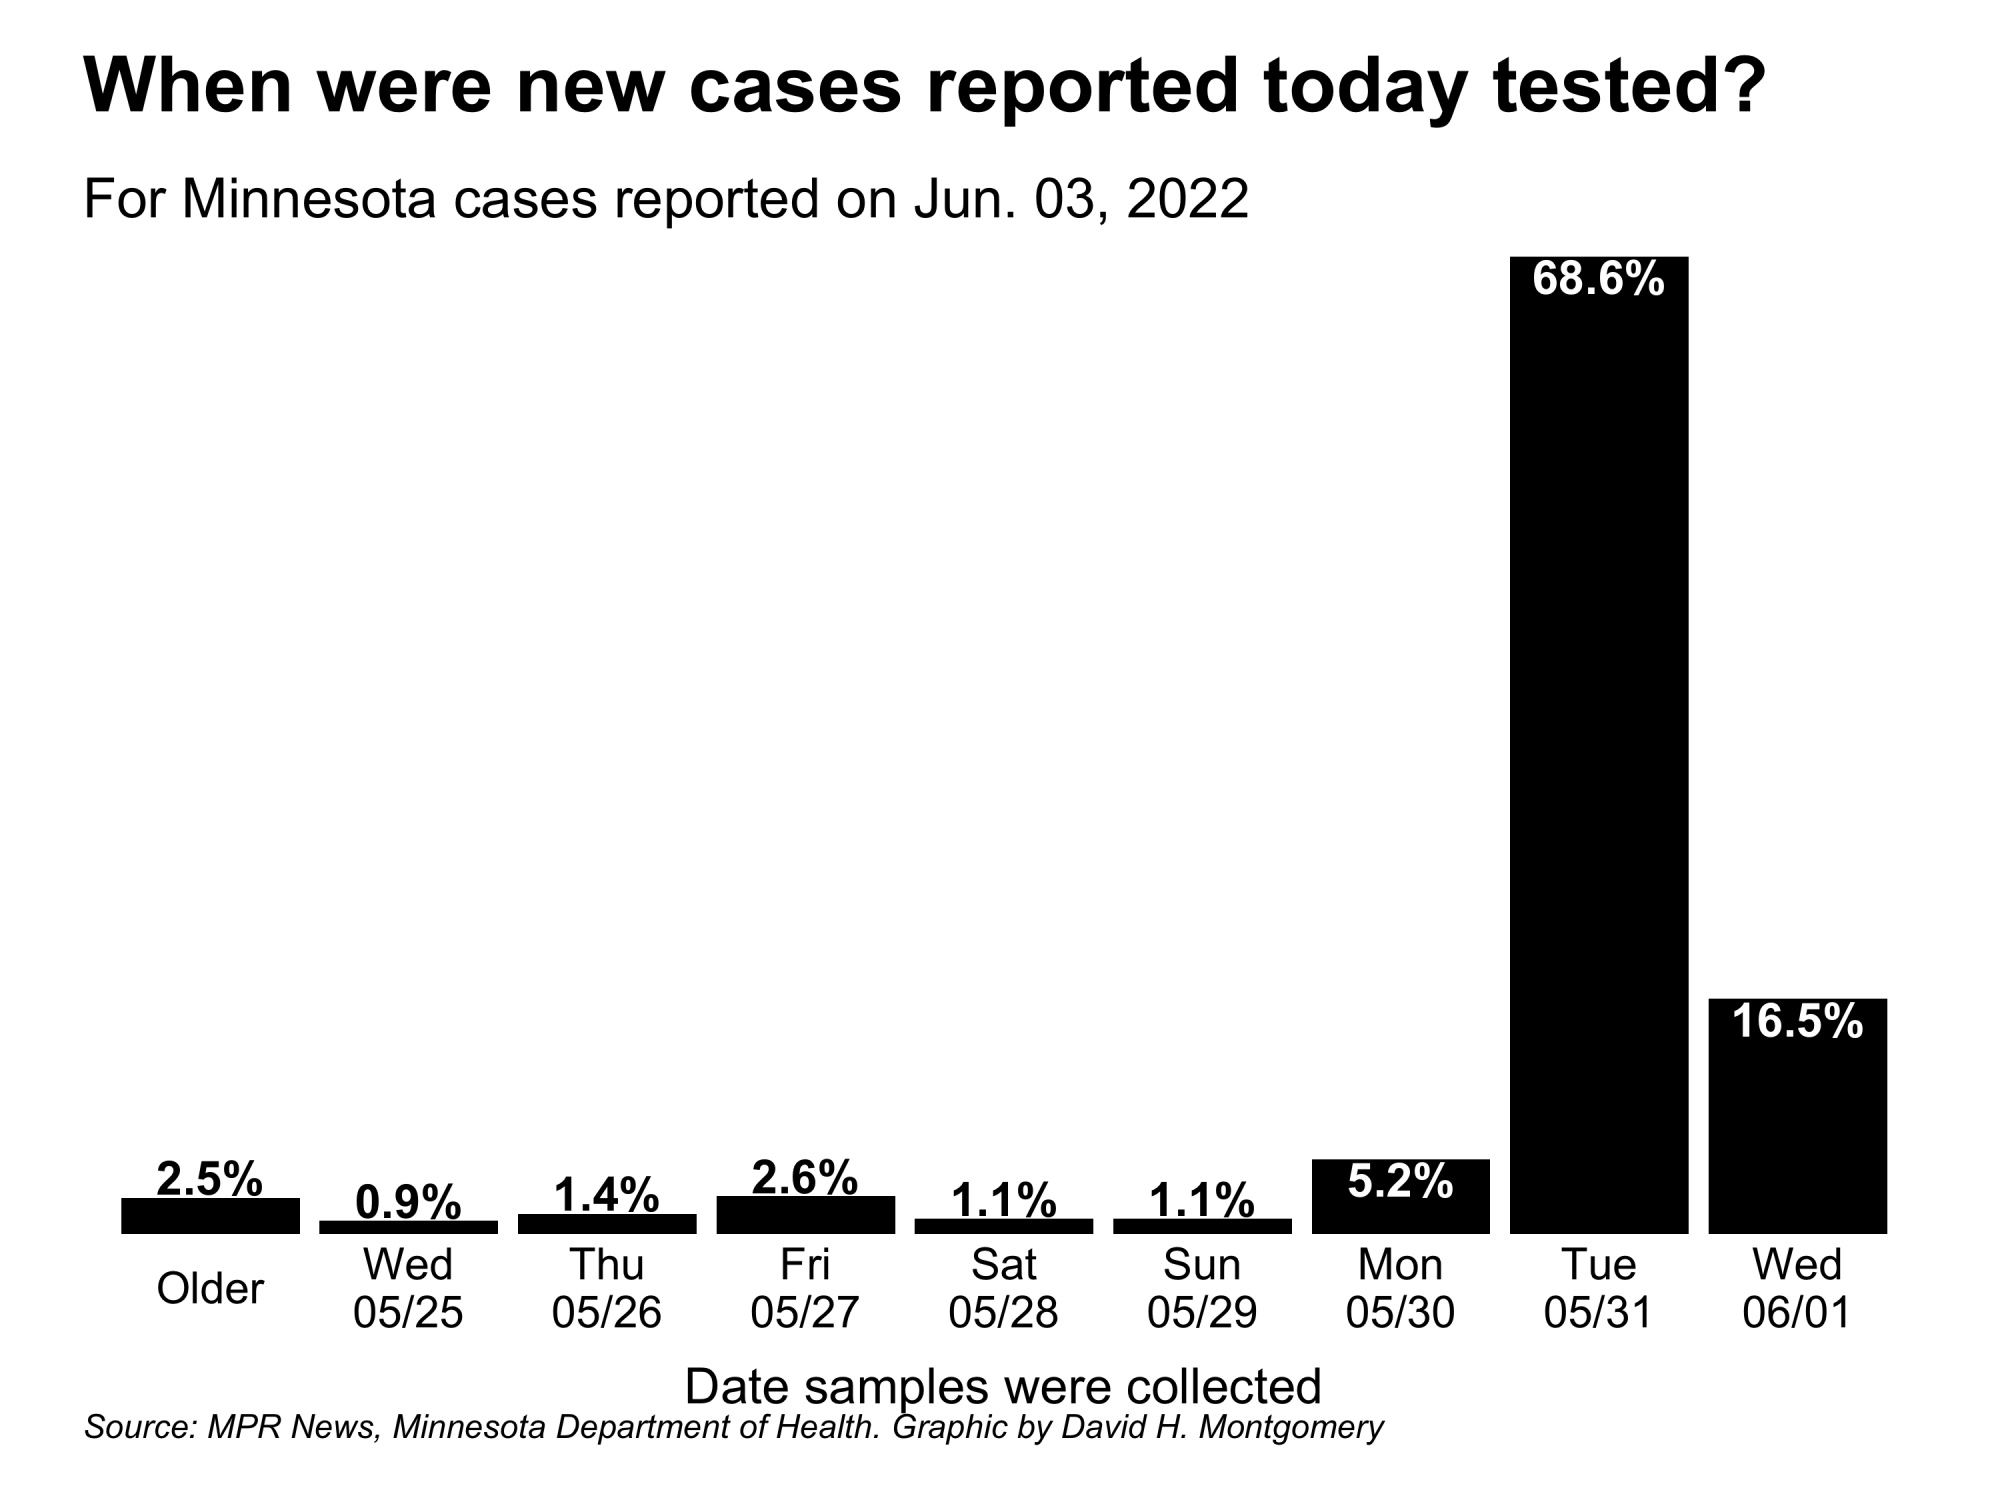 When were new cases reported today tested?
For Minnesota cases reported on Jun. 03, 2022
68.6%
16.5%
2.5%
0.9%
1.4%
2.6%
1.1%
1.1%
5.2%
Older
Wed
05/25
Thu
05/26
Fri
05/27
Sat
05/28
Sun
05/29
Mon
05/30
Tue
05/31
Wed
06/01
Date samples were collected
Source: MPR News, Minnesota Department of Health. Graphic by David H. Montgomery